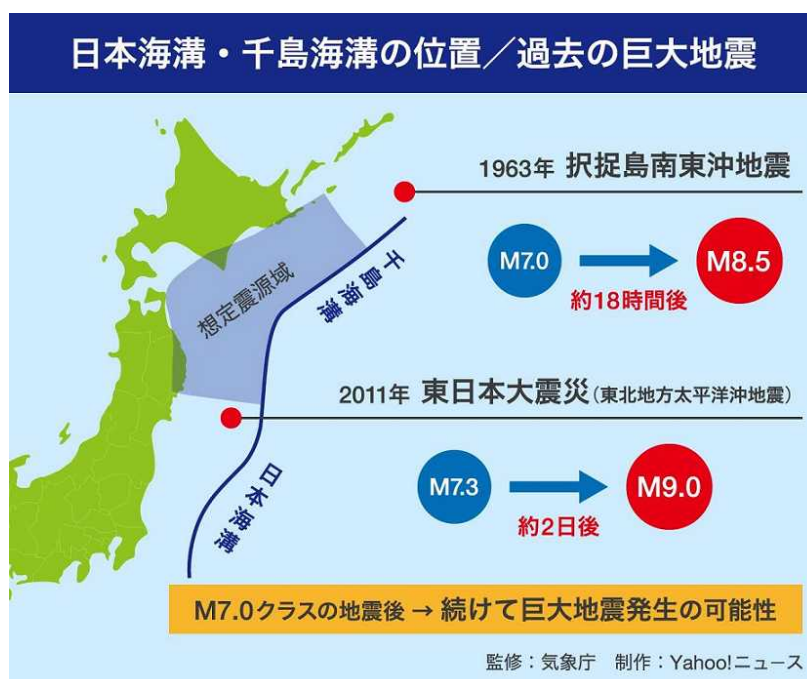 日本海溝・千島海溝の位置／過去の巨大地震
1963年 択捉島南東沖地震
M7.0
M8.5
約18時間後
千島海溝
想定震源域
2011年 東日本大震災（東北地方太平洋沖地震）
M7.3
M9.0
約2日後
日本海溝
M7.0クラスの地震後 → 続けて巨大地震発生の可能性
監修：気象庁　制作：Yahoo!ニュース